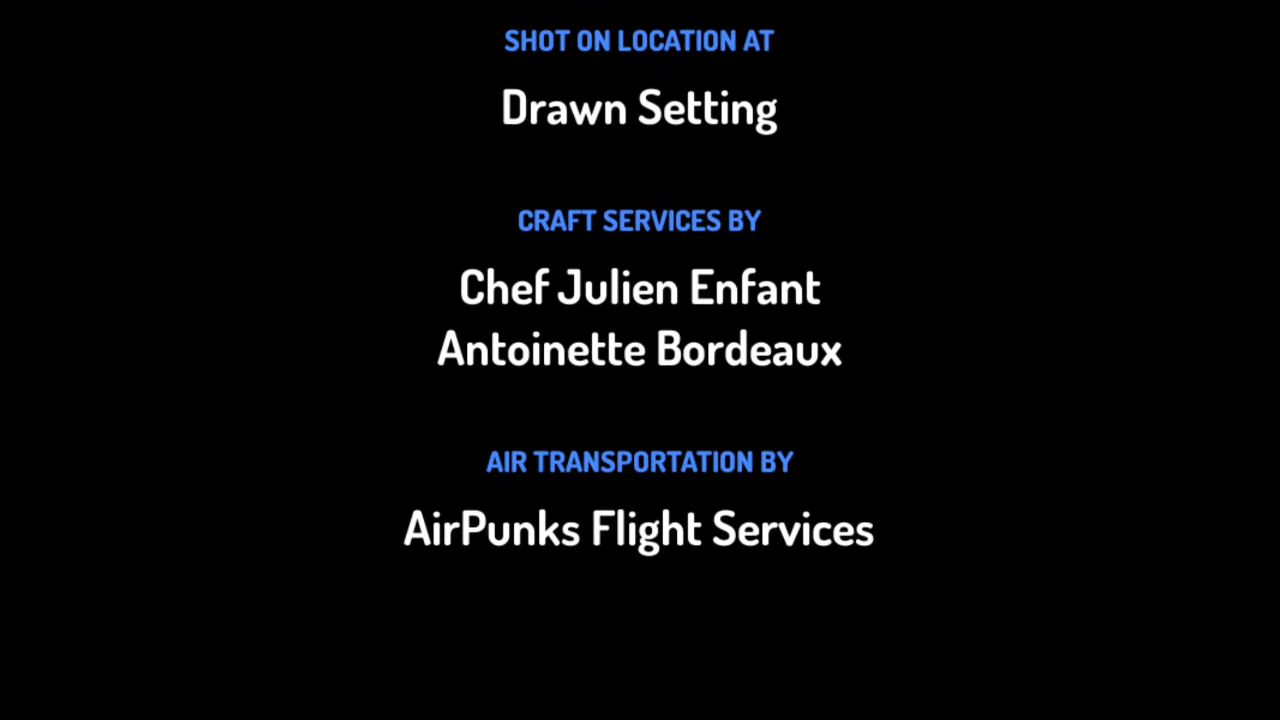 SHOT ON LOCATION AT
Drawn Setting
CRAFT SERVICES BY
Chef Julien Enfant
Antoinette Bordeaux
AIR TRANSPORTATION BY
AirPunks Flight Services